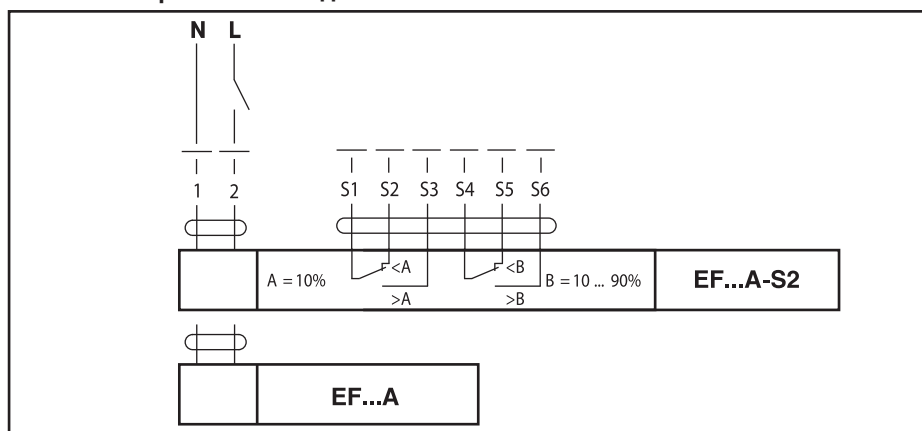 N L
1 2 S1 S2 S3 S4 S5 S6
A = 10% <A >A <B >B B = 10 ... 90% EF...A-S2
EF...A